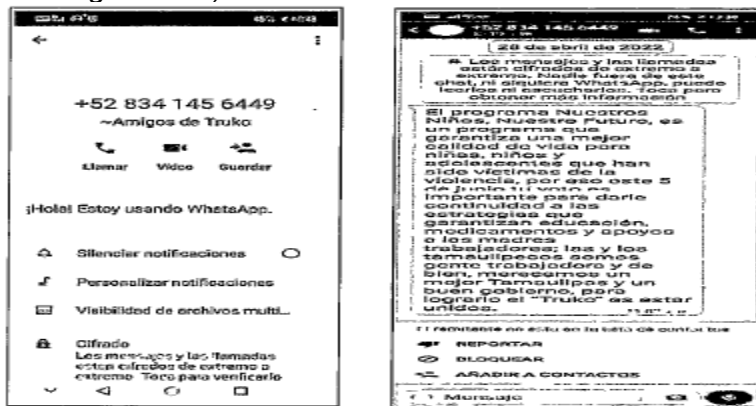 ←
+52 834 145 6449
~Amigos de Truko
Llamar Video Guardar
¡Hola! Estoy usando WhatsApp.
Silenciar notificaciones
Personalizar notificaciones
Visibilidad de archivos multi...
Cifrado
Los mensajes y las llamadas
están cifrados de extremo a
extremo. Toca para verificarlo
+52 834 145 6449
28 de abril de 2022
Los mensajes y las llamadas
están cifrados de extremo a
extremo. Nadie fuera de este
chat, ni siquiera WhatsApp, puede
leerlos ni escucharlos. Toca para
obtener más información
El programa Nuestros
Niños, Nuestro Futuro, es
un programa que
garantiza una mejor
calidad de vida para
niñas, niños y
adolescentes que han
sido víctimas de la
violencia, por eso este 5
de junio tu voto es
importante para darle
continuidad a las
estrategias que
garantizan educación,
medicamentos y apoyos
a las madres
trabajadoras; las y los
tamaulipecos somos
gente trabajadora y de
bien, merecemos un
mejor Tamaulipas y un
buen gobierno, para
lograrlo el "Truko" es estar
unidos.
El remitente no está en la lista de contactos
REPORTAR
BLOQUEAR
AÑADIR A CONTACTOS
Mensaje